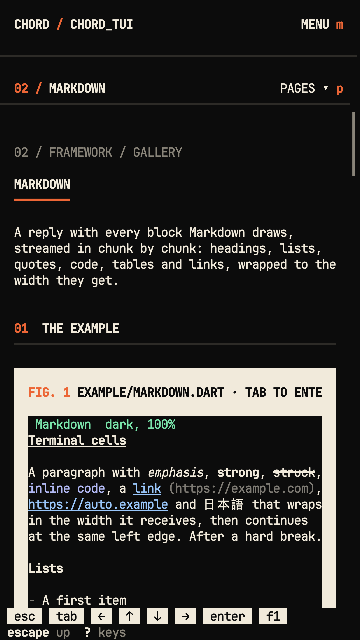 CHORD / CHORD_TUI MENU m
02 / MARKDOWN PAGES ▾ p
02 / FRAMEWORK / GALLERY
MARKDOWN
A reply with every block Markdown draws,
streamed in chunk by chunk: headings, lists,
quotes, code, tables and links, wrapped to the
width they get.
01 THE EXAMPLE
FIG. 1 EXAMPLE/MARKDOWN.DART · TAB TO ENTE
Markdown dark, 100%
Terminal cells
A paragraph with emphasis, strong, struck,
inline code, a link (https://example.com),
https://auto.example and 日本語 that wraps
in the width it receives, then continues
at the same left edge. After a hard break.
Lists
- A first item
esc tab ← ↑ ↓ → enter f1
escape up ? keys